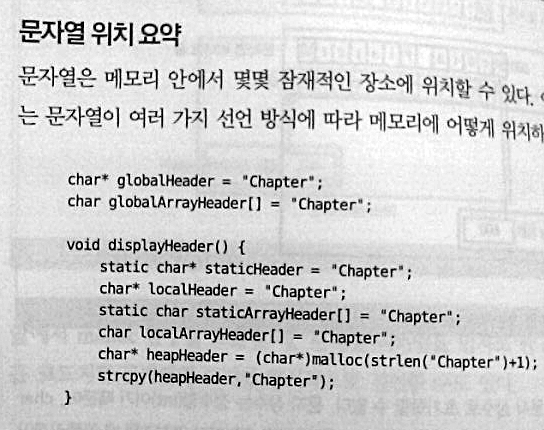 문자열 위치 요약
문자열은 메모리 안에서 몇몇 잠재적인 장소에 위치할 수 있다.
는 문자열이 여러 가지 선언 방식에 따라 메모리에 어떻게 위치하
char* globalHeader = "Chapter";
char globalArrayHeader[] = "Chapter";
void displayHeader() {
    static char* staticHeader = "Chapter";
    char* localHeader = "Chapter";
    static char staticArrayHeader[] = "Chapter";
    char localArrayHeader[] = "Chapter";
    char* heapHeader = (char*)malloc(strlen("Chapter")+1);
    strcpy(heapHeader,"Chapter");
}